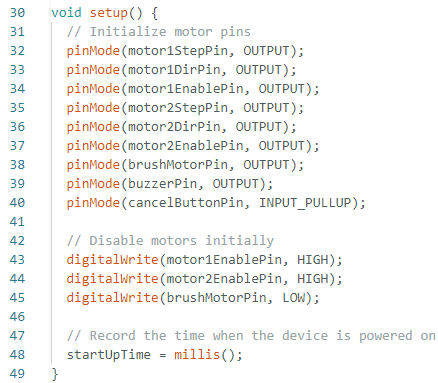 30 void setup() {
31   // Initialize motor pins
32   pinMode(motor1StepPin, OUTPUT);
33   pinMode(motor1DirPin, OUTPUT);
34   pinMode(motor1EnablePin, OUTPUT);
35   pinMode(motor2StepPin, OUTPUT);
36   pinMode(motor2DirPin, OUTPUT);
37   pinMode(motor2EnablePin, OUTPUT);
38   pinMode(brushMotorPin, OUTPUT);
39   pinMode(buzzerPin, OUTPUT);
40   pinMode(cancelButtonPin, INPUT_PULLUP);
41
42   // Disable motors initially
43   digitalWrite(motor1EnablePin, HIGH);
44   digitalWrite(motor2EnablePin, HIGH);
45   digitalWrite(brushMotorPin, LOW);
46
47   // Record the time when the device is powered on
48   startUpTime = millis();
49 }